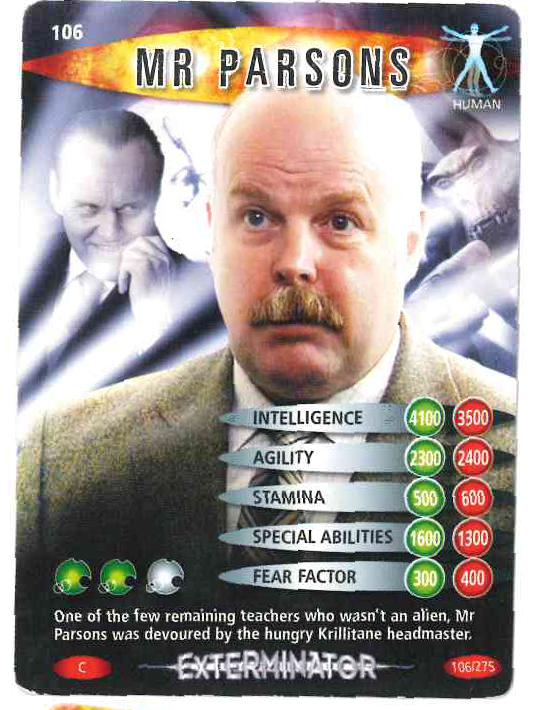 106
MR PARSONS
HUMAN
INTELLIGENCE 4100 3500
AGILITY 2300 2400
STAMINA 500 600
SPECIAL ABILITIES 1600 1300
FEAR FACTOR 300 400
One of the few remaining teachers who wasn't an alien, Mr
Parsons was devoured by the hungry Krillitane headmaster.
C EXTERMINATOR 106/275